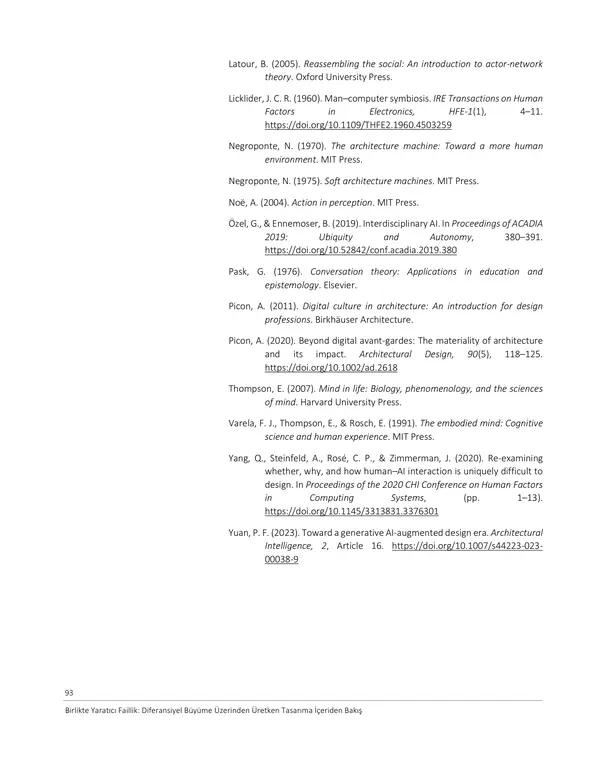 Latour, B. (2005). Reassembling the social: An introduction to actor-network
theory. Oxford University Press.
Licklider, J. C. R. (1960). Man–computer symbiosis. IRE Transactions on Human
Factors in Electronics, HFE-1(1), 4–11.
https://doi.org/10.1109/THFE2.1960.4503259
Negroponte, N. (1970). The architecture machine: Toward a more human
environment. MIT Press.
Negroponte, N. (1975). Soft architecture machines. MIT Press.
Noë, A. (2004). Action in perception. MIT Press.
Özel, G., & Ennemoser, B. (2019). Interdisciplinary AI. In Proceedings of ACADIA
2019: Ubiquity and Autonomy, 380–391.
https://doi.org/10.52842/conf.acadia.2019.380
Pask, G. (1976). Conversation theory: Applications in education and
epistemology. Elsevier.
Picon, A. (2011). Digital culture in architecture: An introduction for design
professions. Birkhäuser Architecture.
Picon, A. (2020). Beyond digital avant-gardes: The materiality of architecture
and its impact. Architectural Design, 90(5), 118–125.
https://doi.org/10.1002/ad.2618
Thompson, E. (2007). Mind in life: Biology, phenomenology, and the sciences
of mind. Harvard University Press.
Varela, F. J., Thompson, E., & Rosch, E. (1991). The embodied mind: Cognitive
science and human experience. MIT Press.
Yang, Q., Steinfeld, A., Rosé, C. P., & Zimmerman, J. (2020). Re-examining
whether, why, and how human–AI interaction is uniquely difficult to
design. In Proceedings of the 2020 CHI Conference on Human Factors
in Computing Systems, (pp. 1–13).
https://doi.org/10.1145/3313831.3376301
Yuan, P. F. (2023). Toward a generative AI-augmented design era. Architectural
Intelligence, 2, Article 16. https://doi.org/10.1007/s44223-023-
00038-9
93
Birlikte Yaratıcı Faillik: Diferansiyel Büyüme Üzerinden Üretken Tasarıma İçeriden Bakış